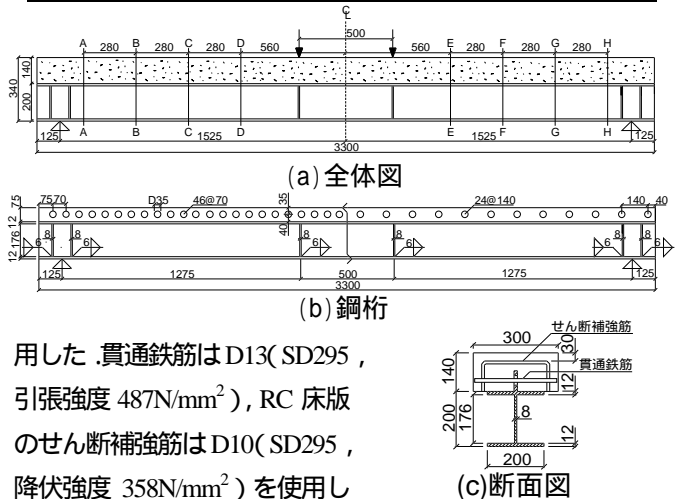 C
L
500
A B C D E F G H
280 280 280 560 560 280 280 280
340
140
200
A B C D E F G H
125 1525 1525 125
3300
(a)全体図
75 70 D35 46@70 35 24@140 140 40
75
12
176
12
40
8 8 8 8 8 8
6 6 6 6 6 6
125 1275 500 1275 125
3300
(b)鋼桁
用した.貫通鉄筋はD13(SD295,
引張強度 487N/mm²),RC 床版
のせん断補強筋はD10(SD295,
降伏強度 358N/mm²)を使用し
せん断補強筋
300
30
貫通鉄筋
140
12
200
176
8
12
200
(c)断面図